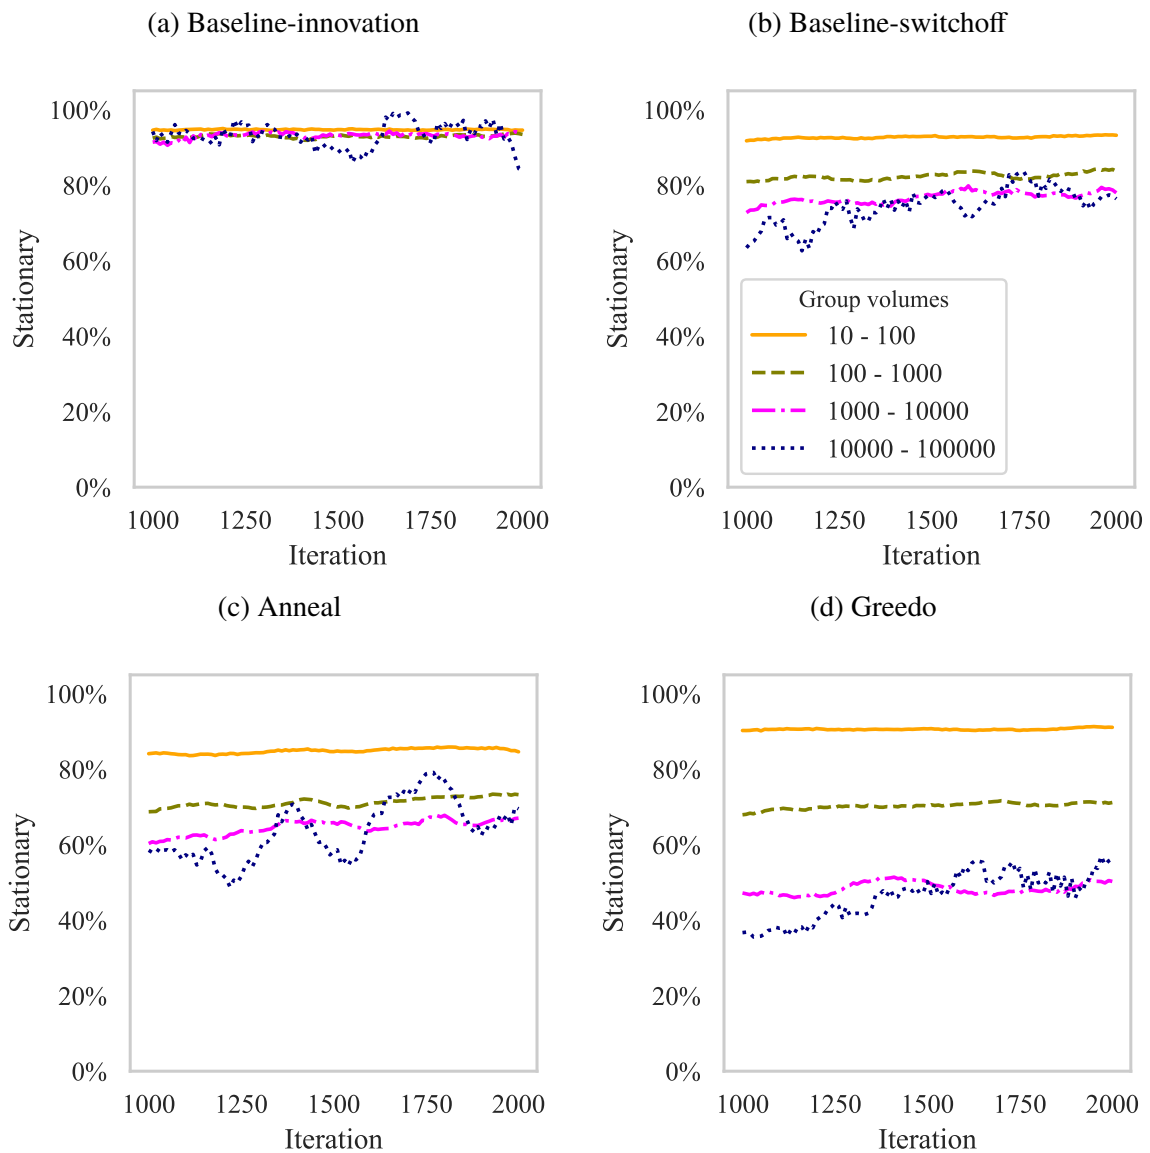 (a) Baseline-innovation
100%
80%
60%
40%
20%
0%
Stationary
1000 1250 1500 1750 2000
Iteration
(b) Baseline-switchoff
100%
80%
60%
40%
20%
0%
Stationary
Group volumes
10 - 100
100 - 1000
1000 - 10000
10000 - 100000
1000 1250 1500 1750 2000
Iteration
(c) Anneal
100%
80%
60%
40%
20%
0%
Stationary
1000 1250 1500 1750 2000
Iteration
(d) Greedo
100%
80%
60%
40%
20%
0%
Stationary
1000 1250 1500 1750 2000
Iteration